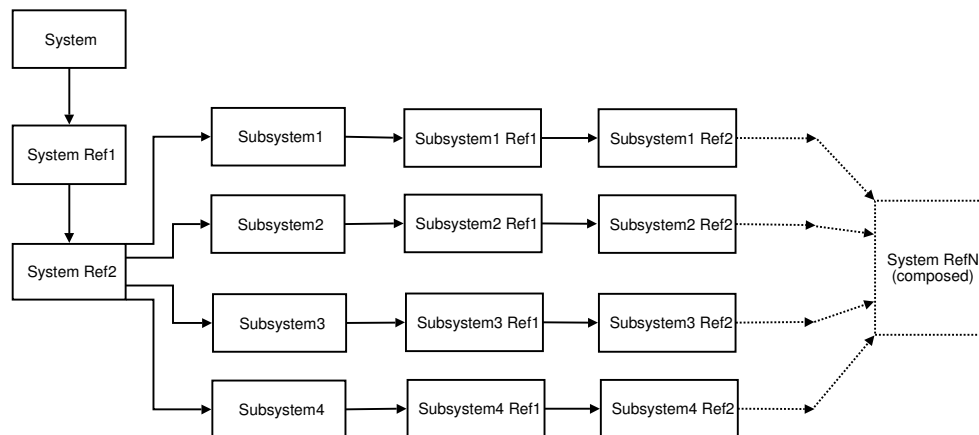 System
System Ref1
System Ref2
Subsystem1
Subsystem1 Ref1
Subsystem1 Ref2
Subsystem2
Subsystem2 Ref1
Subsystem2 Ref2
Subsystem3
Subsystem3 Ref1
Subsystem3 Ref2
Subsystem4
Subsystem4 Ref1
Subsystem4 Ref2
System RefN
(composed)